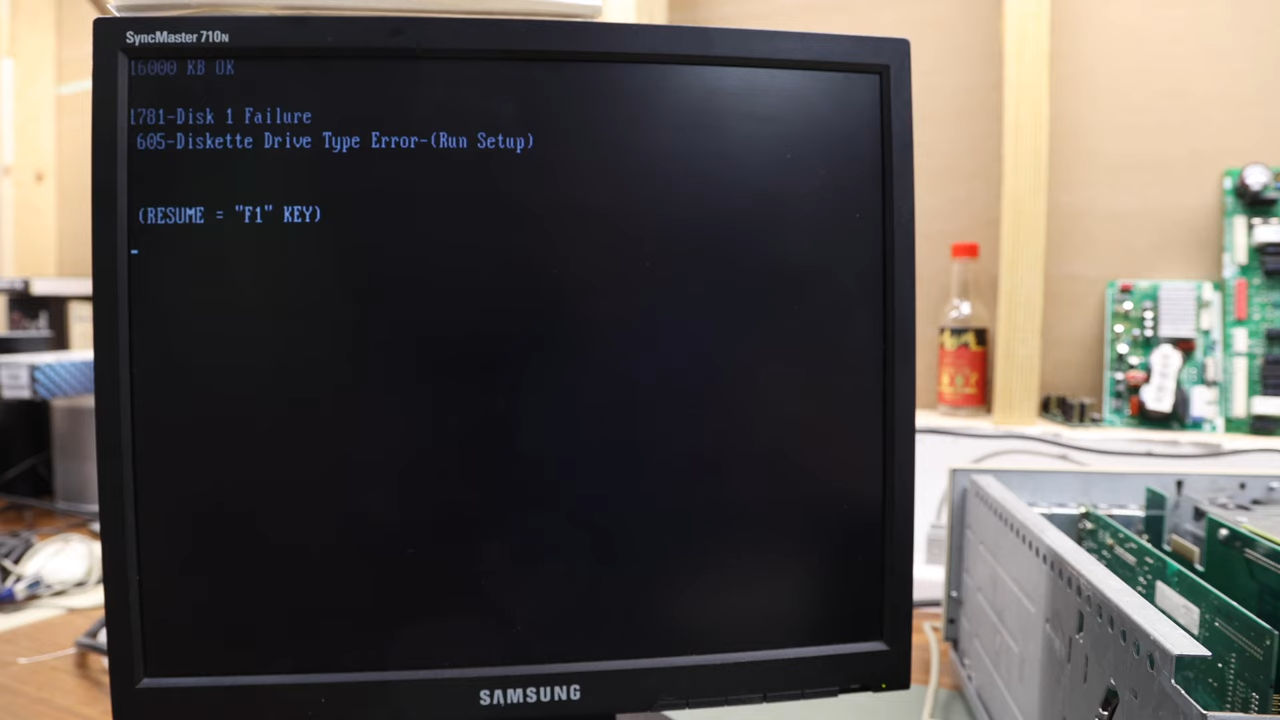 SyncMaster 710N
16000 KB OK
1781-Disk 1 Failure
605-Diskette Drive Type Error-(Run Setup)
(RESUME = "F1" KEY)
SAMSUNG